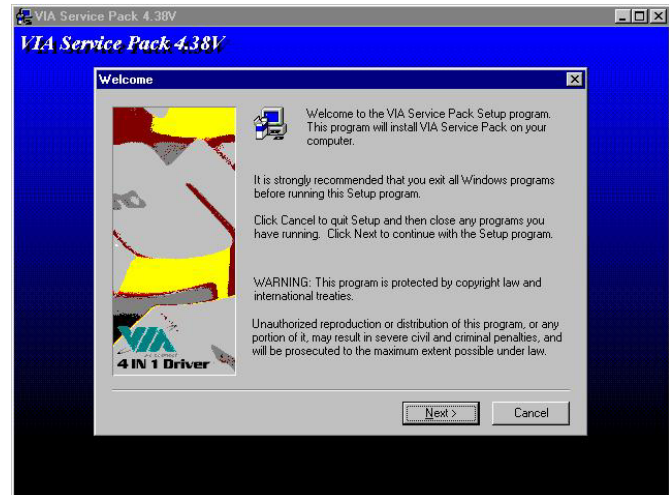 VIA Service Pack 4.38V
VIA Service Pack 4.38V
Welcome
Welcome to the VIA Service Pack Setup program.
This program will install VIA Service Pack on your
computer.
It is strongly recommended that you exit all Windows programs
before running this Setup program.
Click Cancel to quit Setup and then close any programs you
have running. Click Next to continue with the Setup program.
WARNING: This program is protected by copyright law and
international treaties.
Unauthorized reproduction or distribution of this program, or any
portion of it, may result in severe civil and criminal penalties, and
will be prosecuted to the maximum extent possible under law.
VIA
4 IN 1 Driver
Next >
Cancel